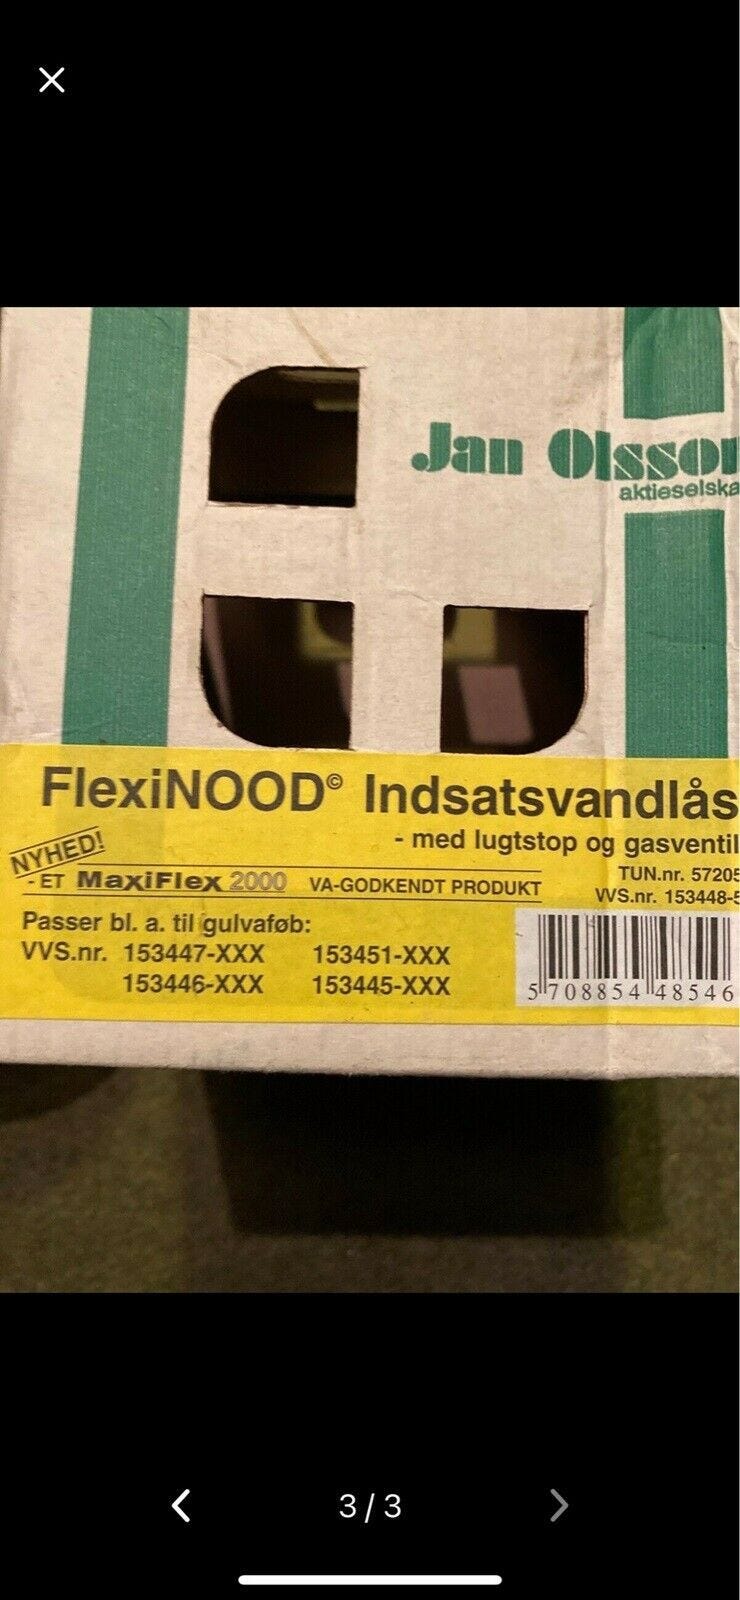 Jan Olsson
aktieselska
FlexiNOOD© Indsatsvandlås
- med lugtstop og gasventil
NYHED!
- ET MaxiFlex 2000 VA-GODKENDT PRODUKT
TUN.nr. 57205
VVS.nr. 153448-5
Passer bl. a. til gulvaføb:
VVS.nr. 153447-XXX 153451-XXX
153446-XXX 153445-XXX
5 708854 48546
3/3